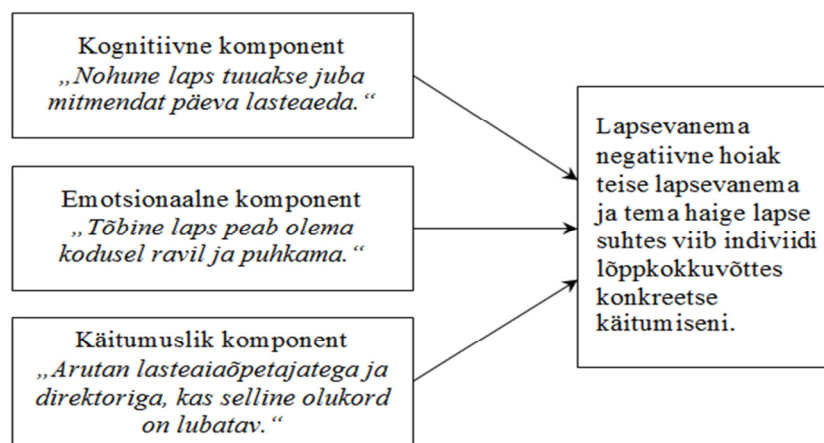 Kognitiivne komponent
„Nohune laps tuuakse juba
mitmendat päeva lasteaeda.“
Emotsionaalne komponent
„Tõbine laps peab olema
kodusel ravil ja puhkama.“
Käitumuslik komponent
„Arutan lasteaiaõpetajatega ja
direktoriga, kas selline olukord
on lubatav.“
Lapsevanema
negatiivne hoiak
teise lapsevanema
ja tema haige lapse
suhtes viib indiviidi
lõppkokkuvõttes
konkreetse
käitumiseni.